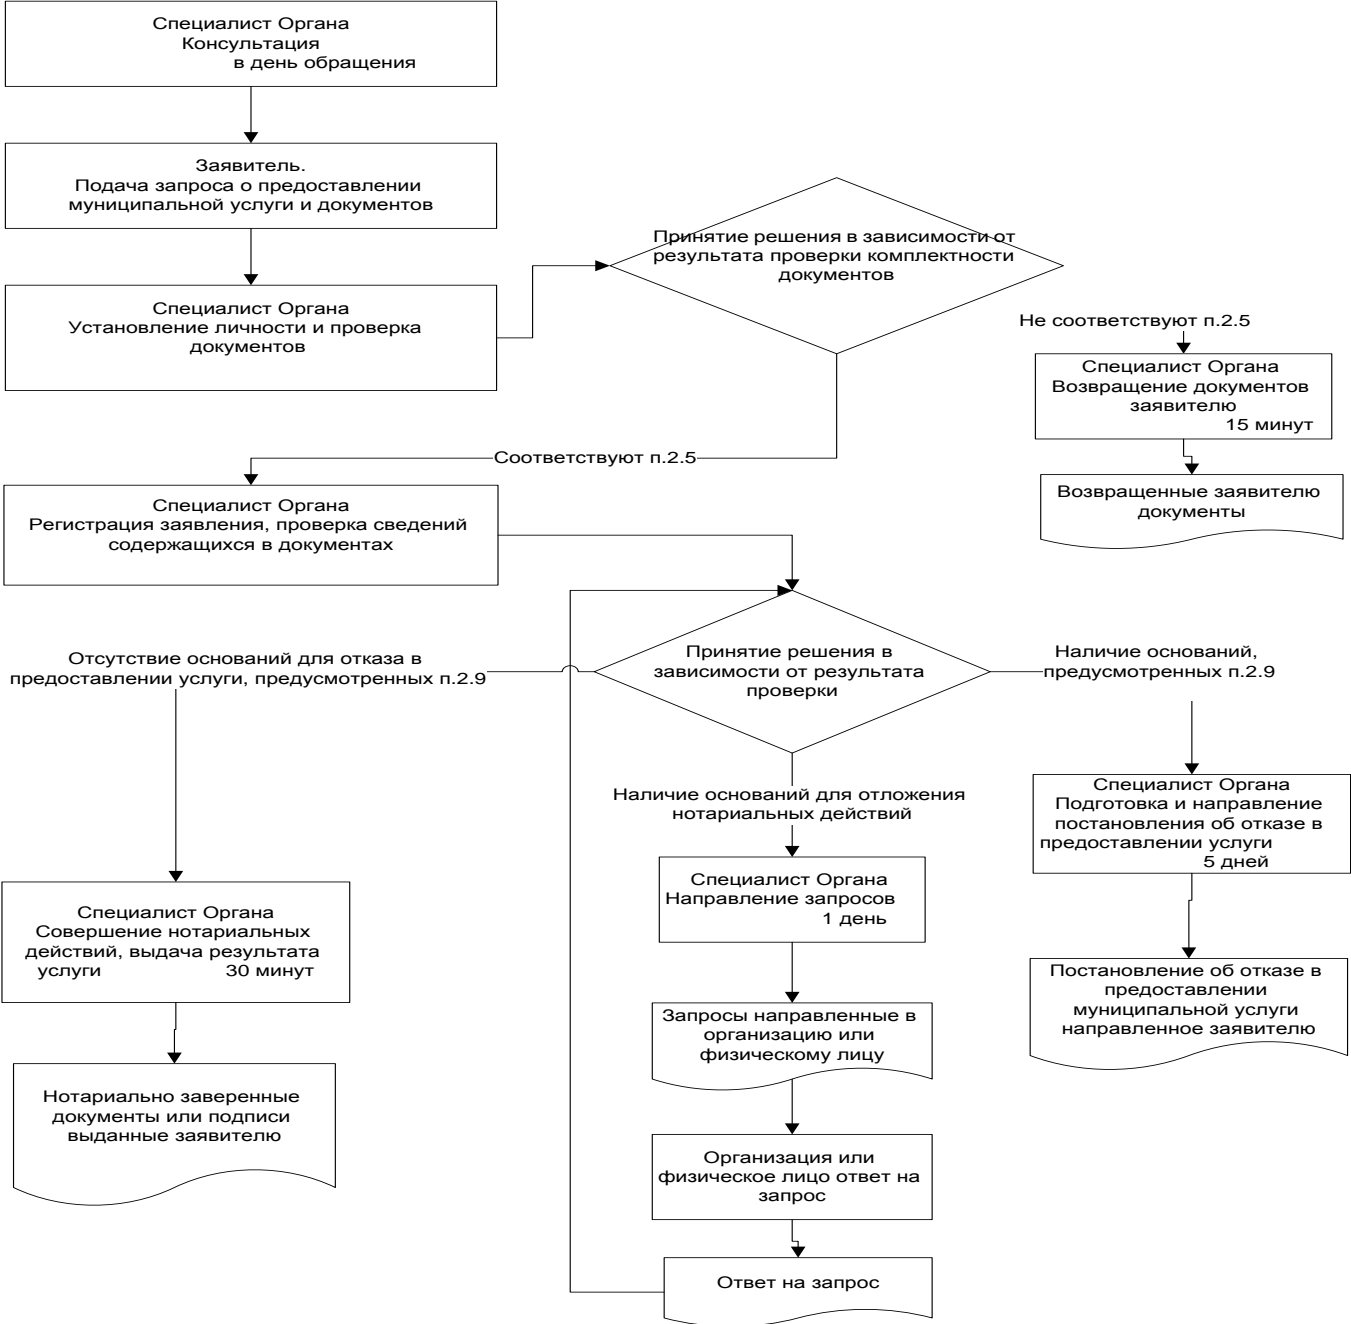 Специалист Органа
Консультация
в день обращения
Заявитель.
Подача запроса о предоставлении
муниципальной услуги и документов
Специалист Органа
Установление личности и проверка
документов
Принятие решения в зависимости от
результата проверки комплектности
документов
Не соответствуют п.2.5
Специалист Органа
Возвращение документов
заявителю
15 минут
Возвращенные заявителю
документы
Соответствуют п.2.5
Специалист Органа
Регистрация заявления, проверка сведений
содержащихся в документах
Принятие решения в
зависимости от результата
проверки
Отсутствие оснований для отказа в
предоставлении услуги, предусмотренных п.2.9
Наличие оснований,
предусмотренных п.2.9
Наличие оснований для отложения
нотариальных действий
Специалист Органа
Подготовка и направление
постановления об отказе в
предоставлении услуги
5 дней
Специалист Органа
Направление запросов
1 день
Специалист Органа
Совершение нотариальных
действий, выдача результата
услуги 30 минут
Постановление об отказе в
предоставлении
муниципальной услуги
направленное заявителю
Запросы направленные в
организацию или
физическому лицу
Нотариально заверенные
документы или подписи
выданные заявителю
Организация или
физическое лицо ответ на
запрос
Ответ на запрос